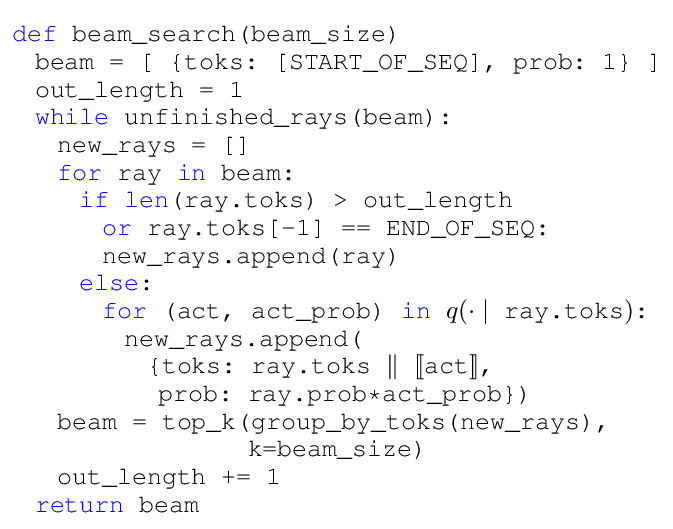 def beam_search(beam_size)
beam = [ {toks: [START_OF_SEQ], prob: 1} ]
out_length = 1
while unfinished_rays(beam):
new_rays = []
for ray in beam:
if len(ray.toks) > out_length
or ray.toks[-1] == END_OF_SEQ:
new_rays.append(ray)
else:
for (act, act_prob) in q(· | ray.toks):
new_rays.append(
{toks: ray.toks ‖ ⟦act⟧,
prob: ray.prob*act_prob})
beam = top_k(group_by_toks(new_rays),
k=beam_size)
out_length += 1
return beam